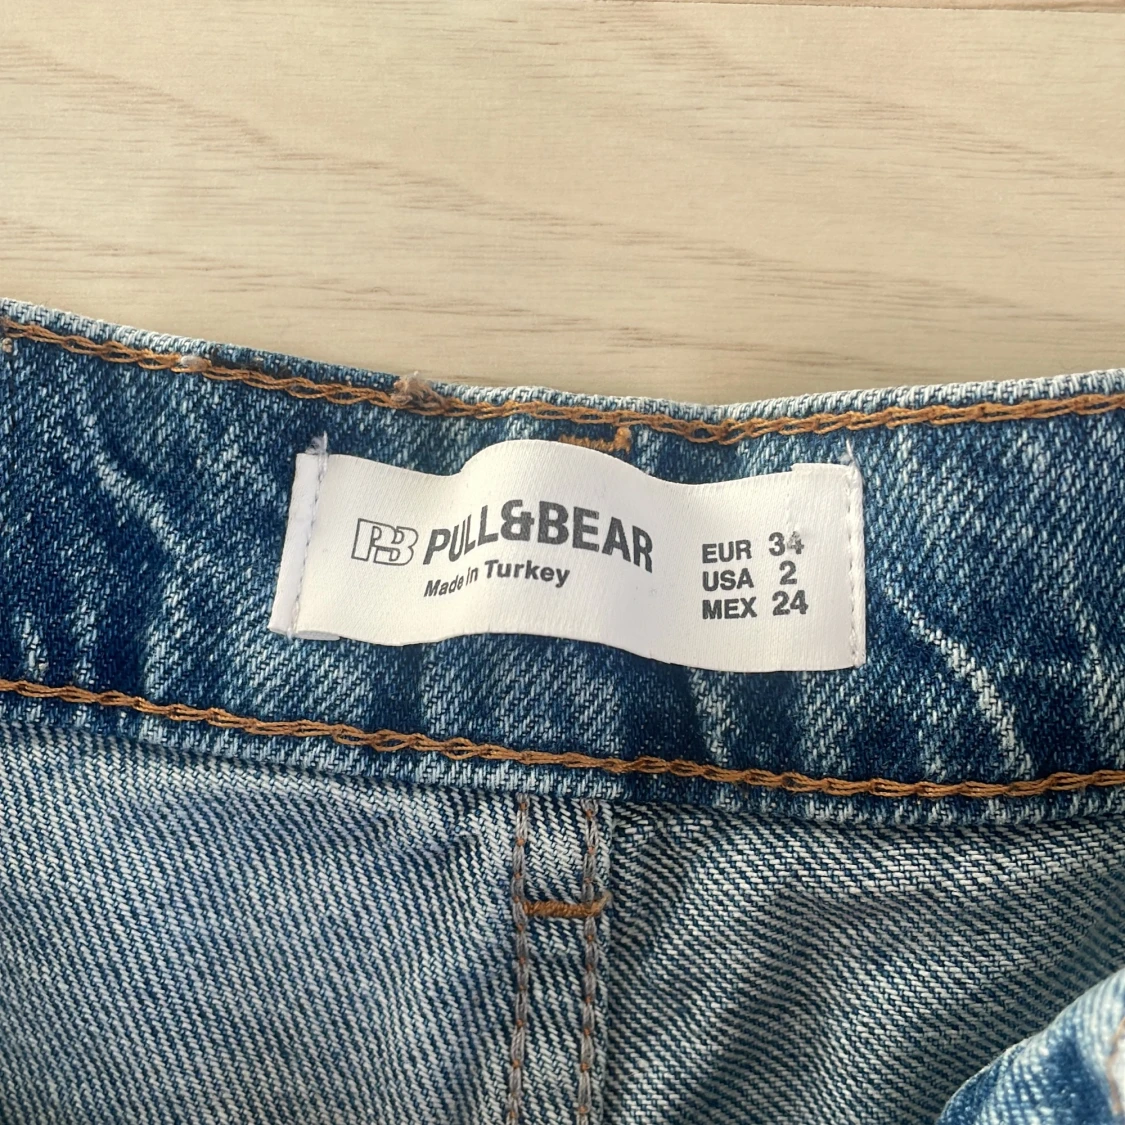 PB PULL&BEAR
Made in Turkey
EUR 34
USA 2
MEX 24